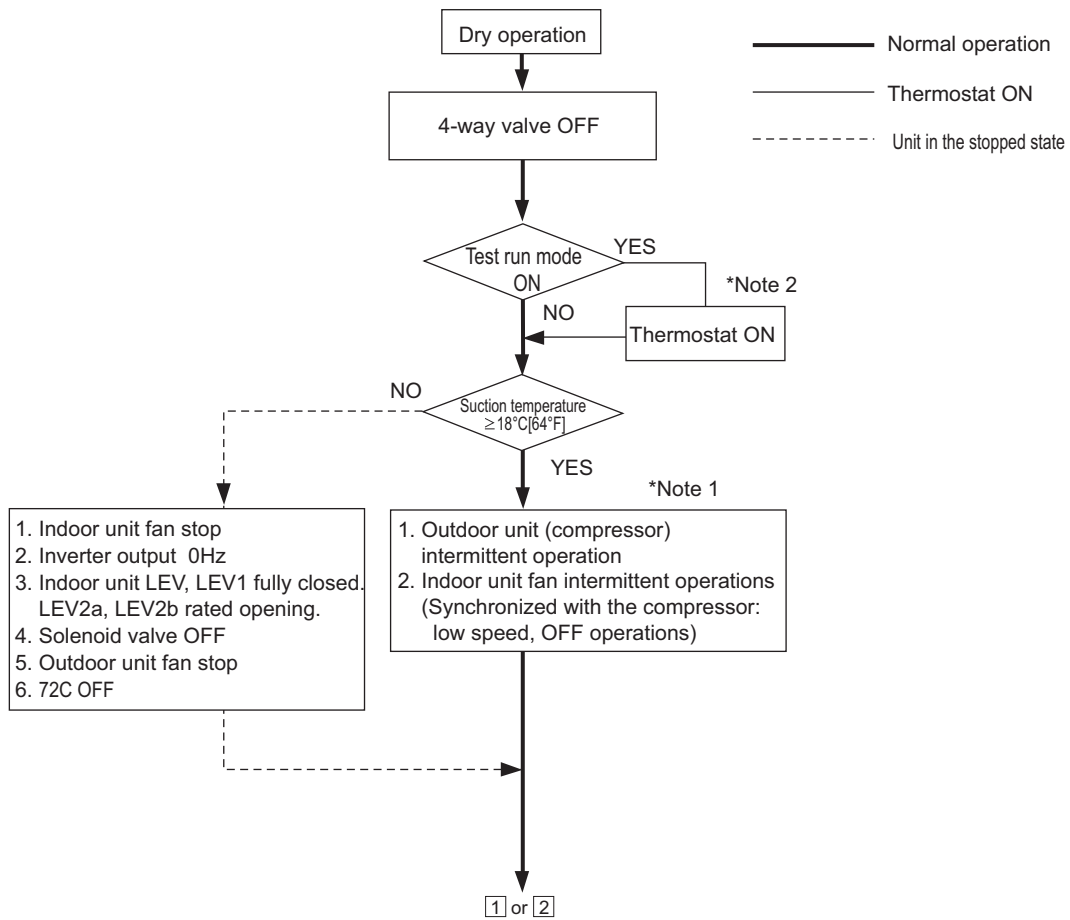 Dry operation
Normal operation
4-way valve OFF
Thermostat ON
Unit in the stopped state
Test run mode
ON
YES
*Note 2
NO
Thermostat ON
NO
Suction temperature
≥18°C[64°F]
YES
*Note 1
1. Indoor unit fan stop
2. Inverter output 0Hz
3. Indoor unit LEV, LEV1 fully closed.
LEV2a, LEV2b rated opening.
4. Solenoid valve OFF
5. Outdoor unit fan stop
6. 72C OFF
1. Outdoor unit (compressor)
intermittent operation
2. Indoor unit fan intermittent operations
(Synchronized with the compressor:
low speed, OFF operations)
1 or 2